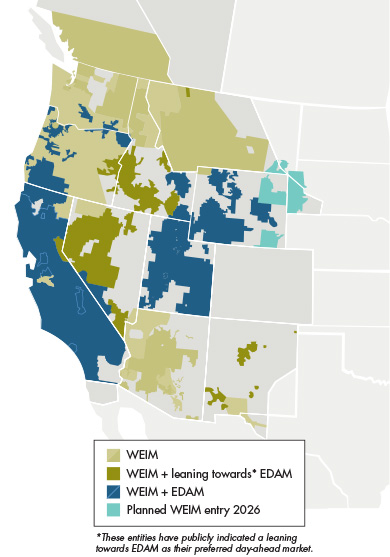 WEIM
WEIM + leaning towards* EDAM
WEIM + EDAM
Planned WEIM entry 2026
*These entities have publicly indicated a leaning
towards EDAM as their preferred day-ahead market.